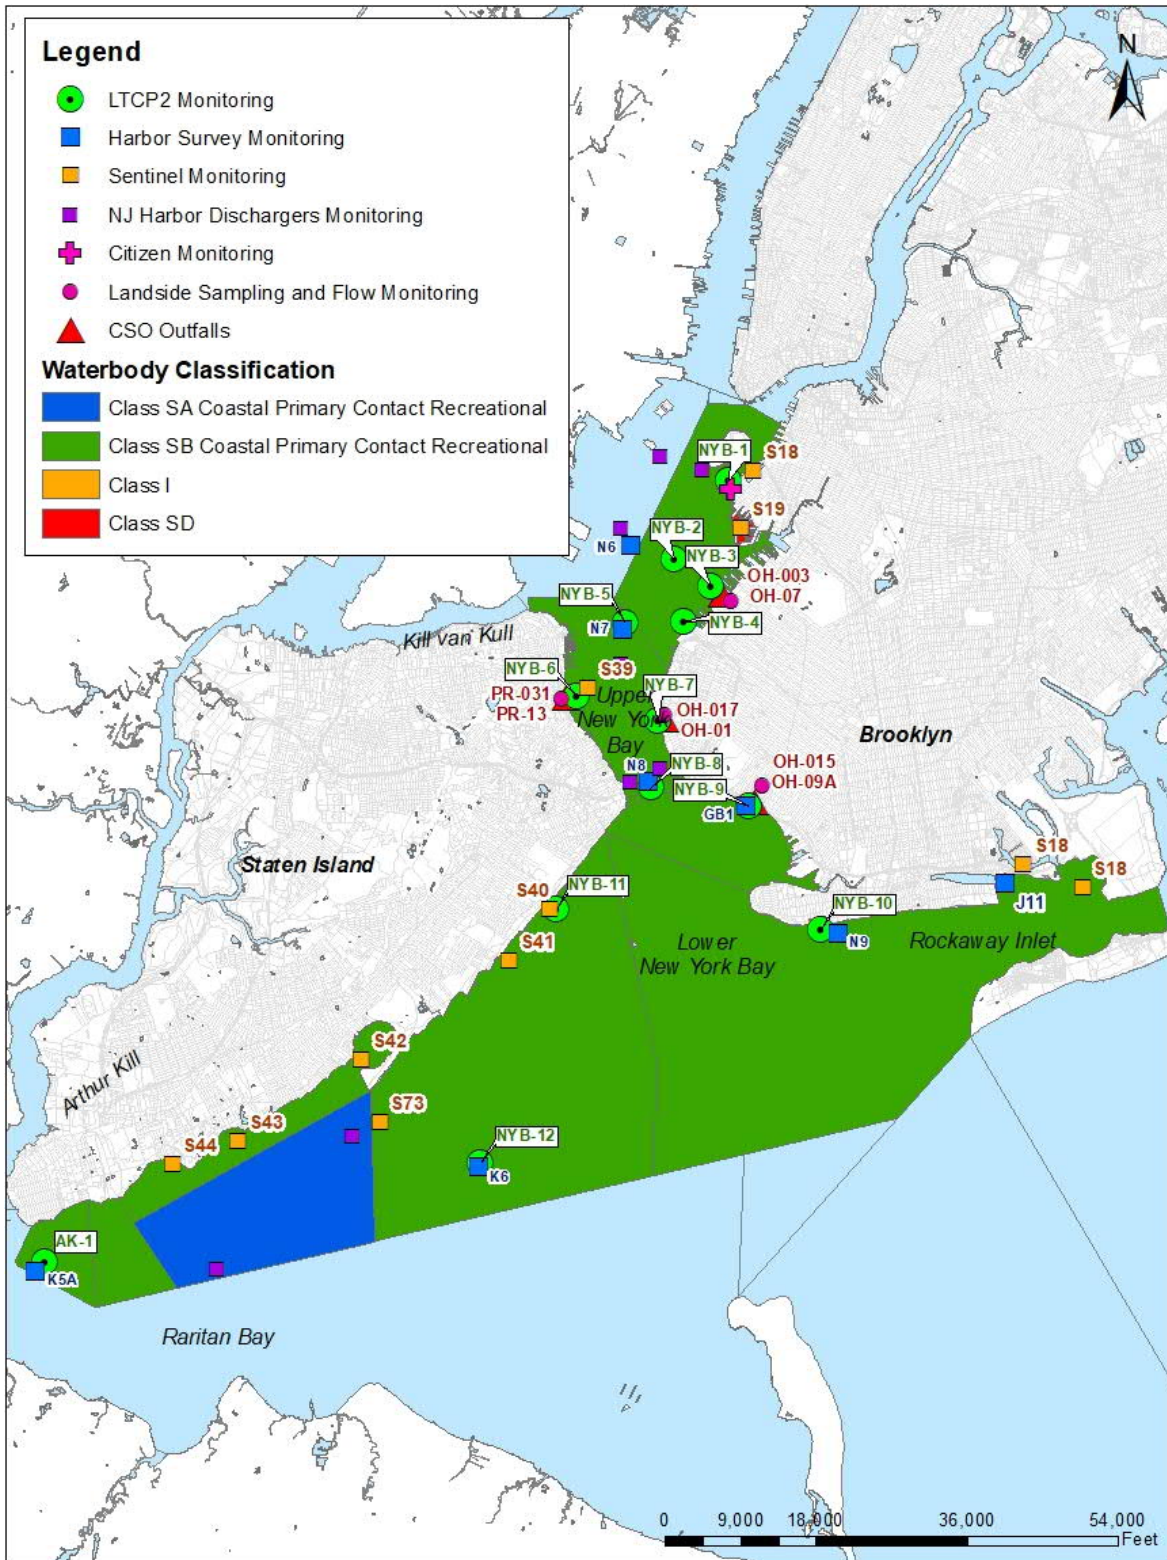 N
Legend
LTCP2 Monitoring
Harbor Survey Monitoring
Sentinel Monitoring
NJ Harbor Dischargers Monitoring
Citizen Monitoring
Landside Sampling and Flow Monitoring
CSO Outfalls
Waterbody Classification
Class SA Coastal Primary Contact Recreational
Class SB Coastal Primary Contact Recreational
Class I
Class SD
NYB-1
S18
S19
NYB-2
N6
NYB-3
OH-003
OH-07
NYB-5
N7
NYB-4
Kill van Kull
NYB-6
S39
NYB-7
PR-031
PR-13
Upper
New York
Bay
OH-017
OH-01
Brooklyn
N8
NYB-8
OH-015
OH-09A
NYB-9
GB1
Staten Island
S18
S18
J11
S40
NYB-11
NYB-10
N9
S41
Lower
New York Bay
Rockaway Inlet
S42
Arthur Kill
S73
S43
S44
NYB-12
K6
AK-1
K5A
Raritan Bay
0 9,000 18,000 36,000 54,000
Feet